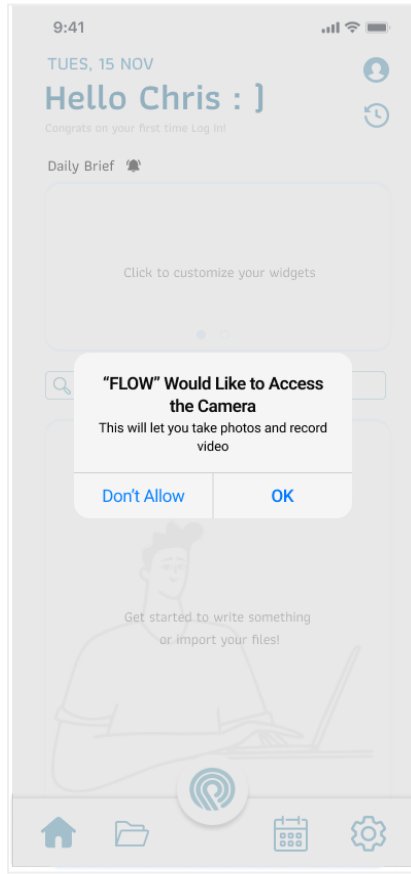 9:41
TUES, 15 NOV
Hello Chris : ]
Congrats on your first time Log In!
Daily Brief
Click to customize your widgets
“FLOW” Would Like to Access
the Camera
This will let you take photos and record
video
Don’t Allow
OK
Get started to write something
or import your files!